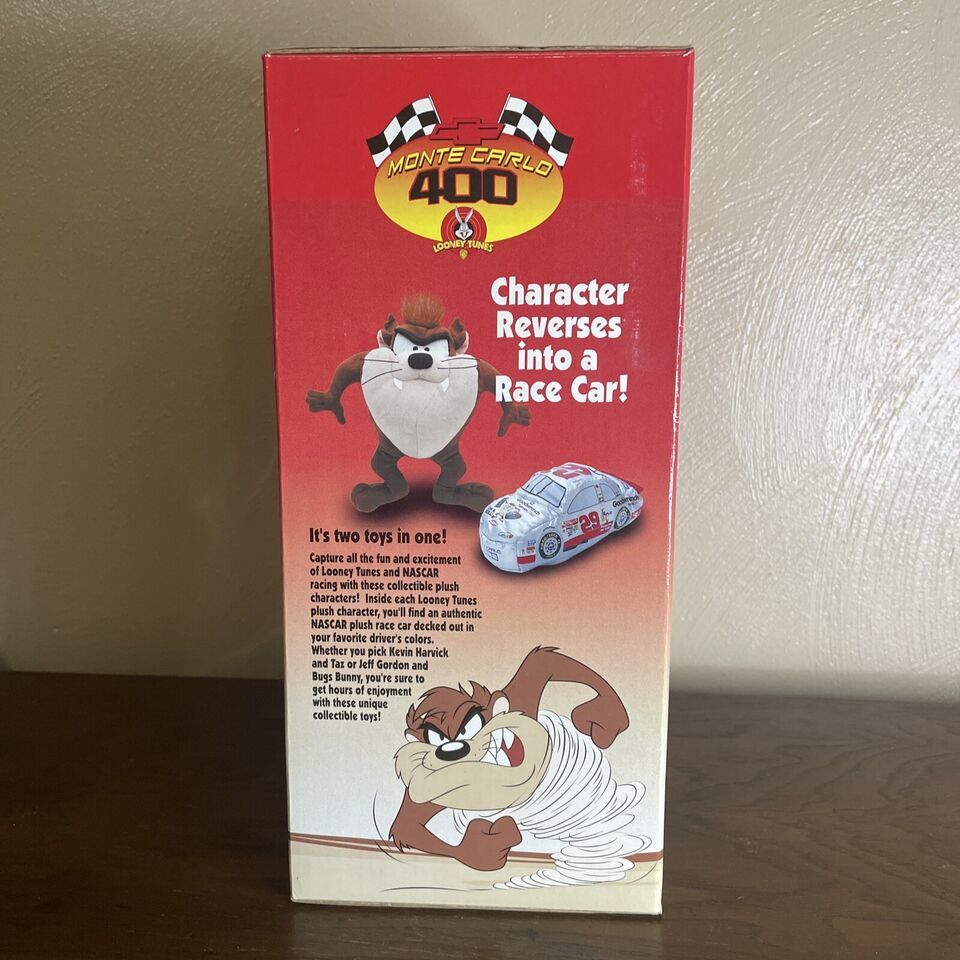 MONTE CARLO
400
LOONEY TUNES
Character
Reverses
into a
Race Car!
Goodwrench
29
It's two toys in one!
Capture all the fun and excitement
of Looney Tunes and NASCAR
racing with these collectible plush
characters! Inside each Looney Tunes
plush character, you'll find an authentic
NASCAR plush race car decked out in
your favorite driver's colors.
Whether you pick Kevin Harvick
and Taz or Jeff Gordon and
Bugs Bunny, you're sure to
get hours of enjoyment
with these unique
collectible toys!